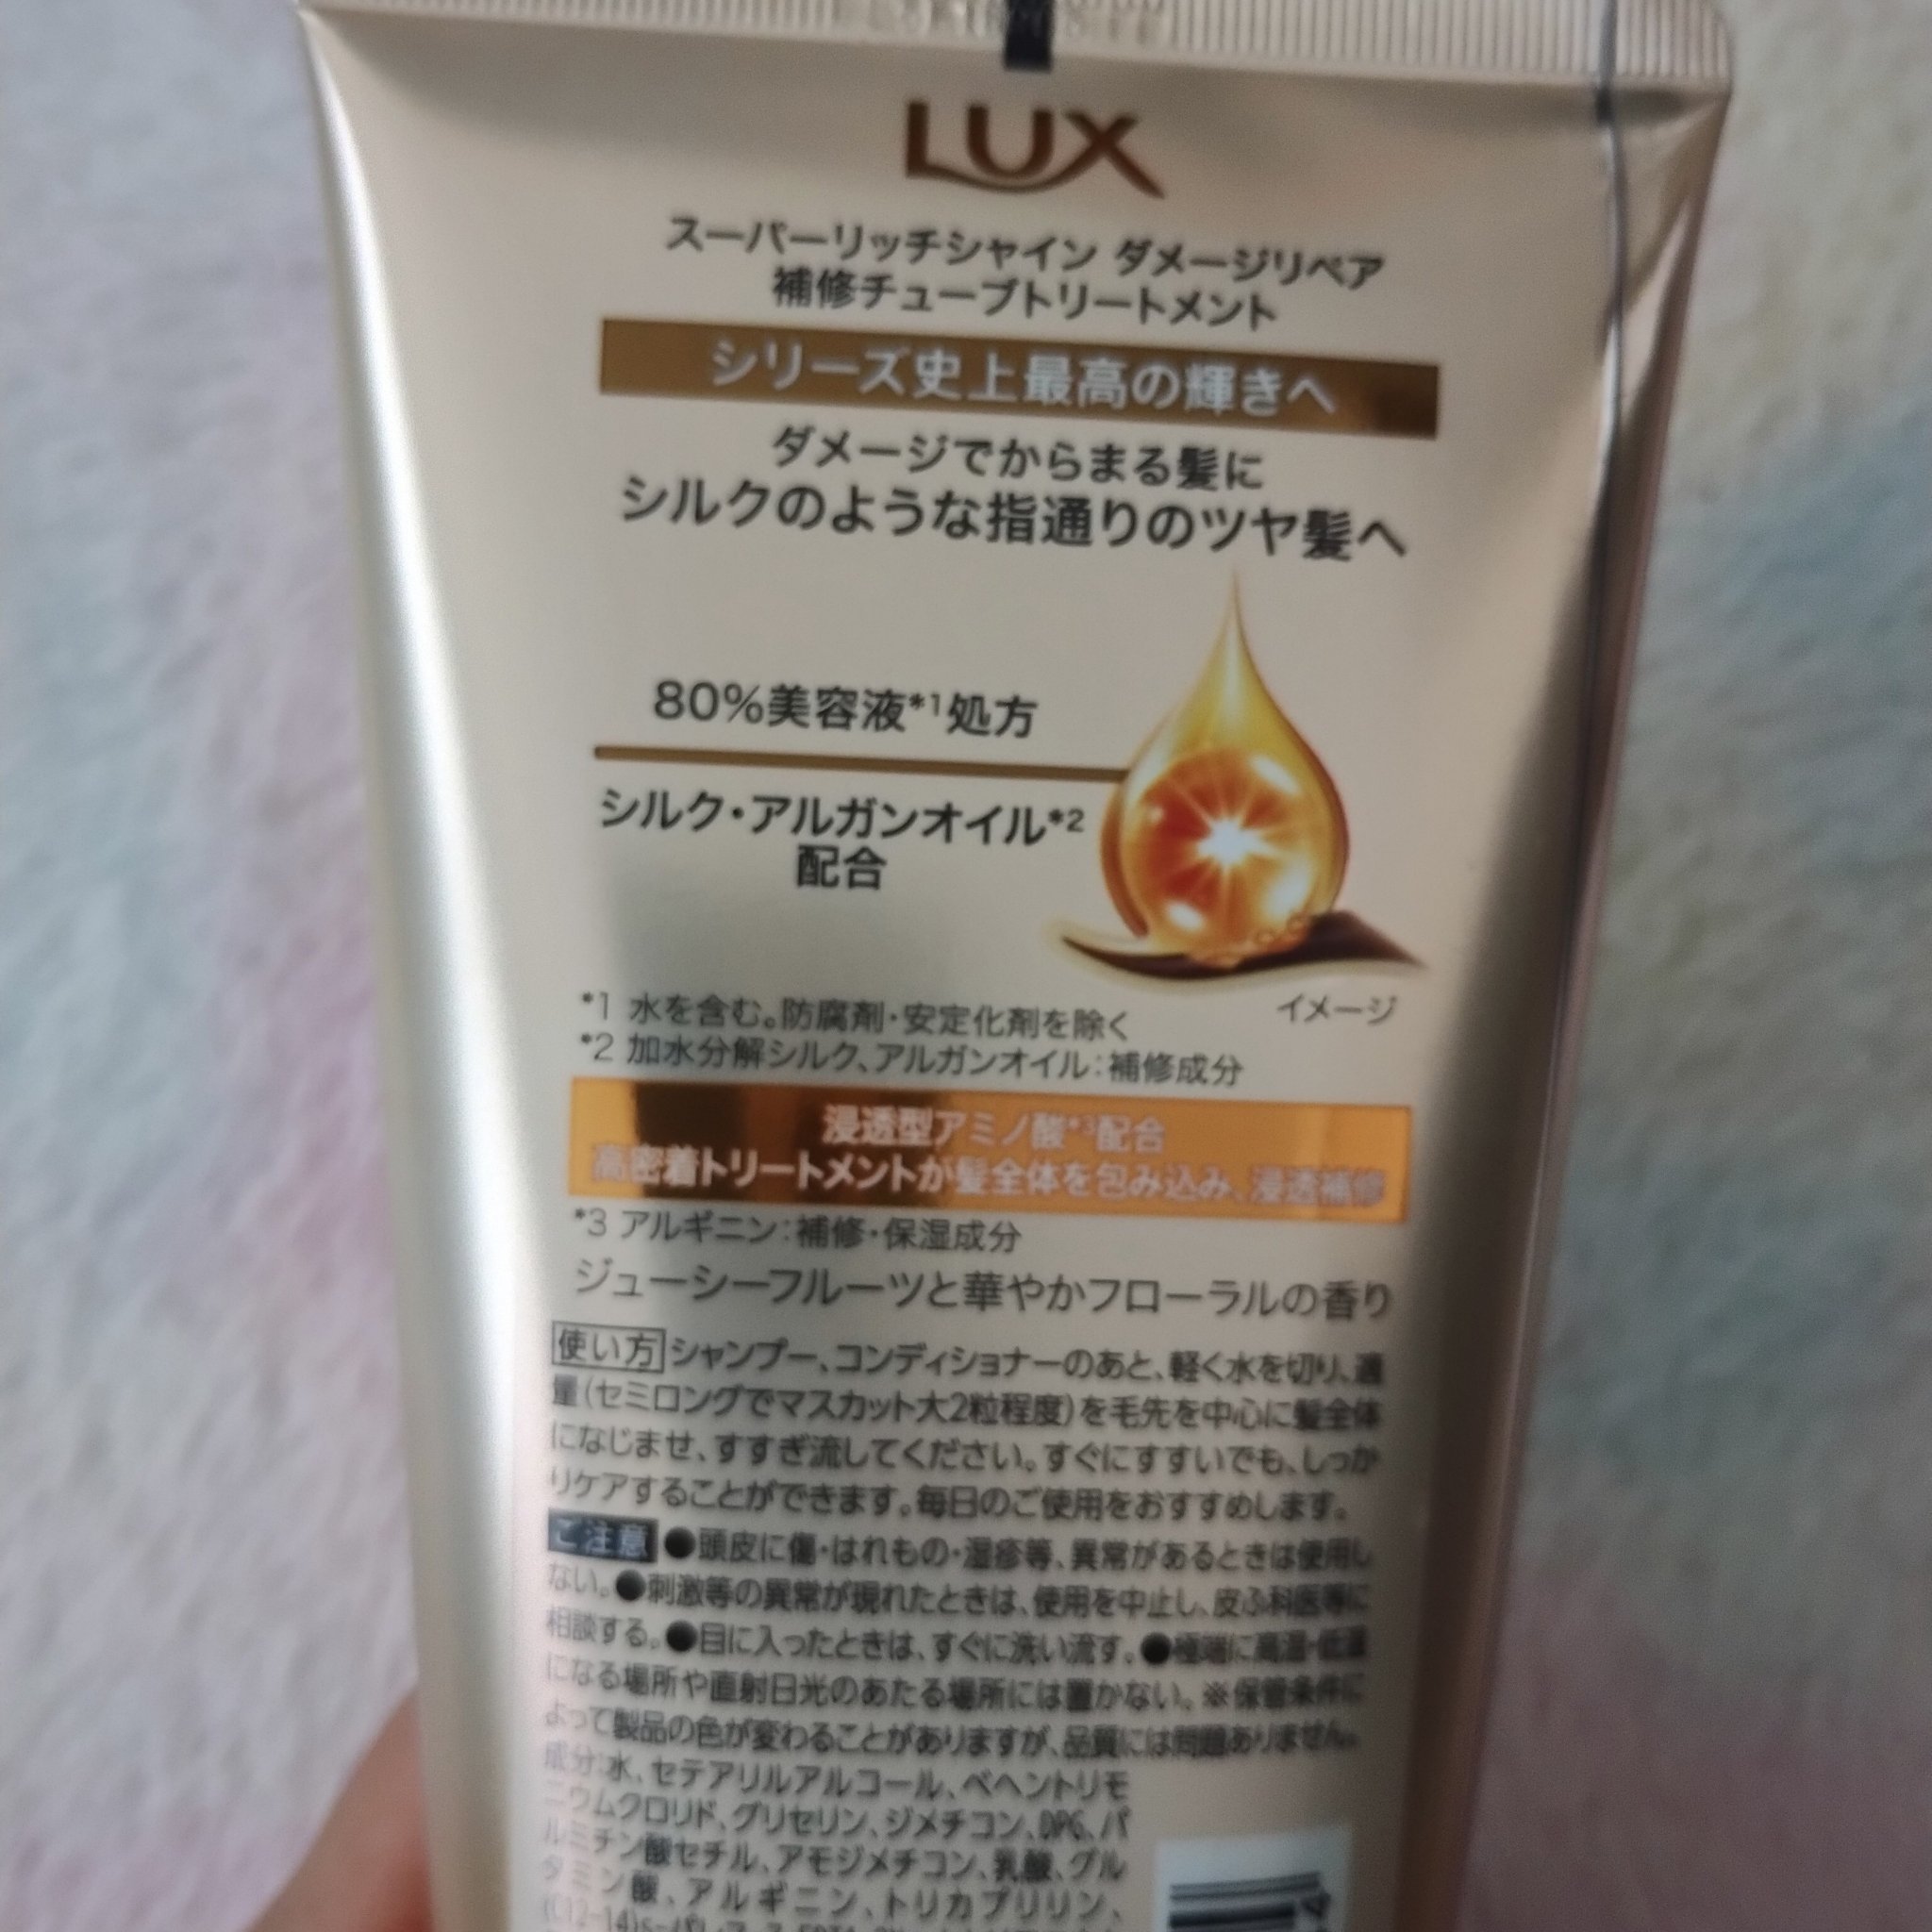 LUX
スーパーリッチシャイン ダメージリペア
補修チューブトリートメント
シリーズ史上最高の輝きへ
ダメージでからまる髪に
シルクのような指通りのツヤ髪へ
80%美容液*1処方
シルク・アルガンオイル*2
配合
イメージ
*1 水を含む。防腐剤・安定化剤を除く
*2 加水分解シルク、アルガンオイル：補修成分
浸透型アミノ酸*3配合
高密着トリートメントが髪全体を包み込み、浸透補修
*3 アルギニン：補修・保湿成分
ジューシーフルーツと華やかフローラルの香り
使い方 シャンプー、コンディショナーのあと、軽く水を切り、適
量(セミロングでマスカット大2粒程度)を毛先を中心に髪全体
になじませ、すすぎ流してください。すぐにすすいでも、しっか
りケアすることができます。毎日のご使用をおすすめします。
ご注意 ●頭皮に傷・はれもの・湿疹等、異常があるときは使用し
ない。●刺激等の異常が現れたときは、使用を中止し、皮ふ科医等に
相談する。●目に入ったときは、すぐに洗い流す。●極端に高温・低温
になる場所や直射日光のあたる場所には置かない。※保管条件に
よって製品の色が変わることがありますが、品質には問題ありません。
成分：水、セテアリルアルコール、ベヘントリモ
ニウムクロリド、グリセリン、ジメチコン、DPG、パ
ルミチン酸セチル、アモジメチコン、乳酸、グル
タミン酸、アルギニン、トリカプリリン、